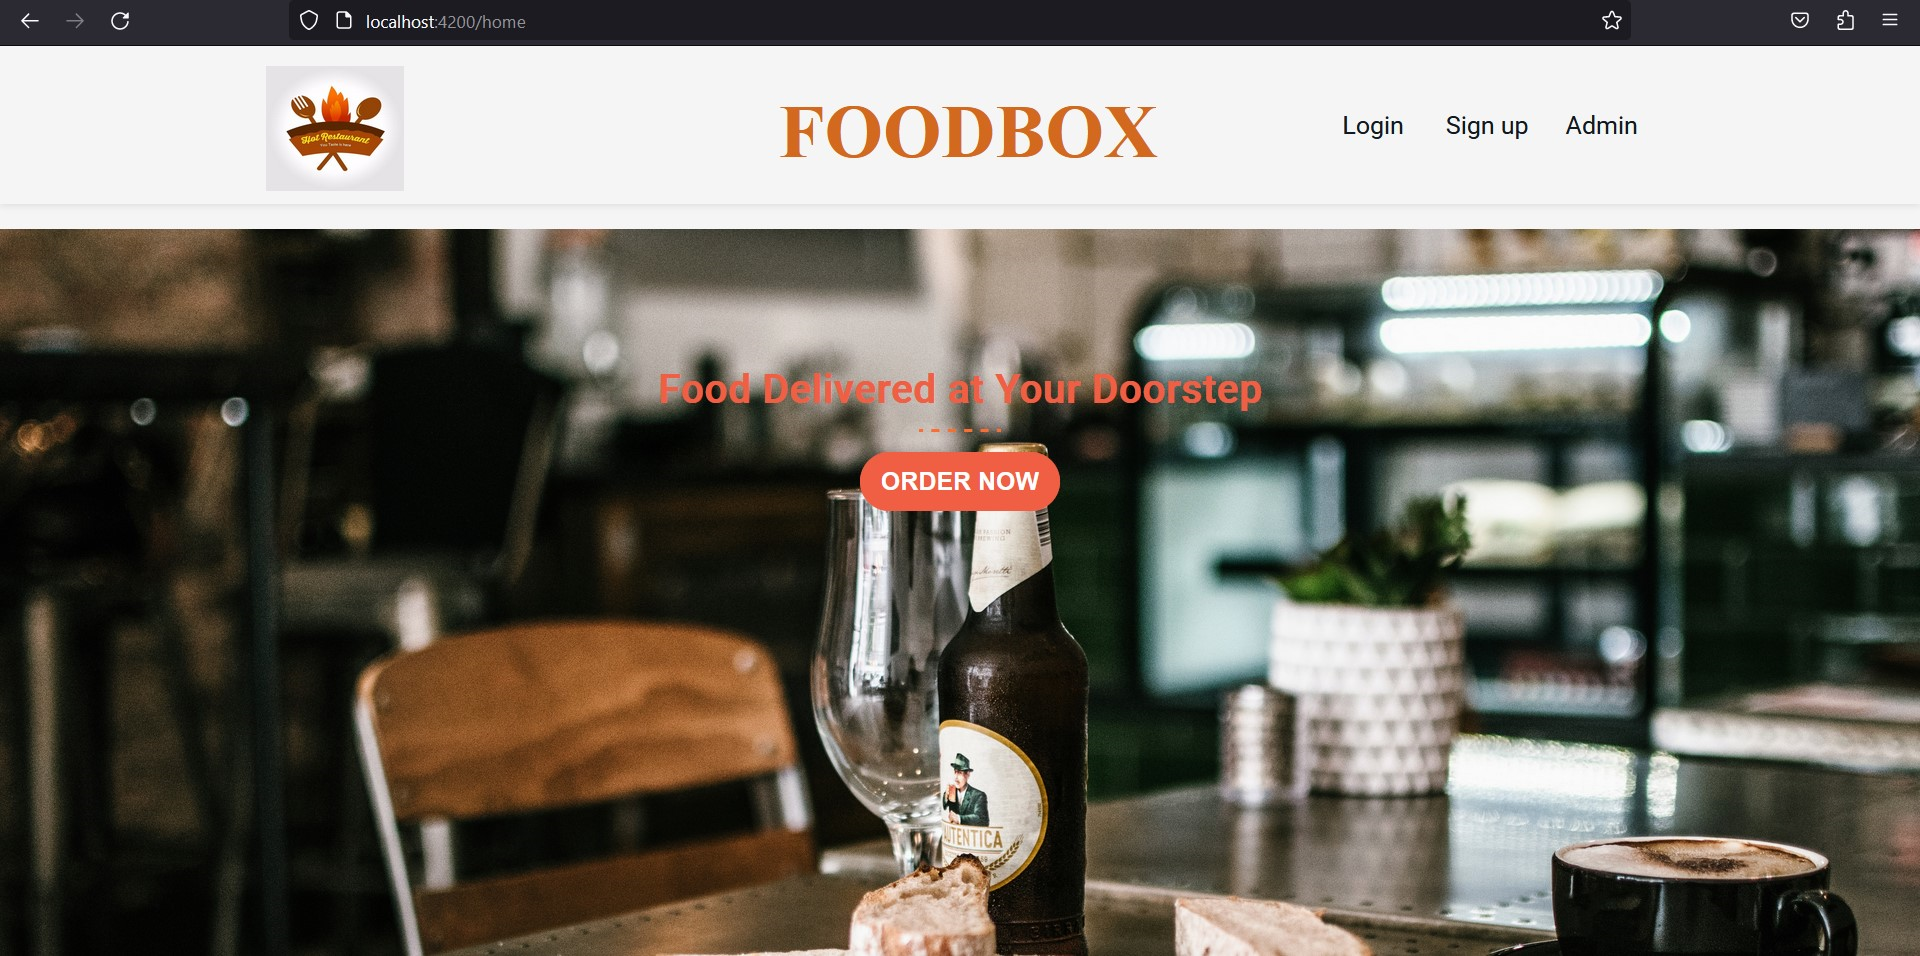 localhost:4200/home
Hot Restaurant
FOODBOX
Login Sign up Admin
Food Delivered at Your Doorstep
ORDER NOW
AUTENTICA